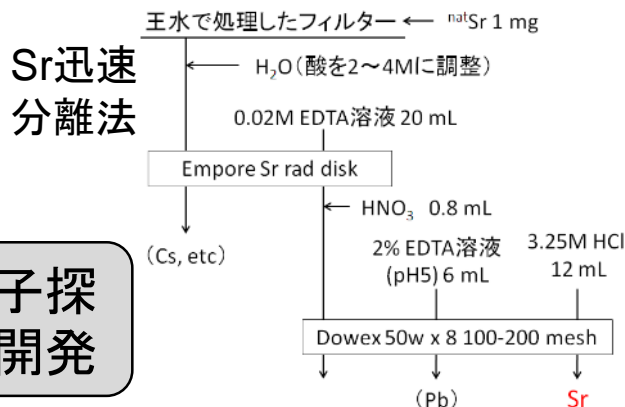 王水で処理したフィルター ← natSr 1 mg
Sr迅速
分離法
H2O（酸を2～4Mに調整）
0.02M EDTA溶液 20 mL
Empore Sr rad disk
HNO3 0.8 mL
(Cs, etc)
2% EDTA溶液
(pH5) 6 mL
3.25M HCl
12 mL
子探
開発
Dowex 50w x 8 100-200 mesh
(Pb)
Sr